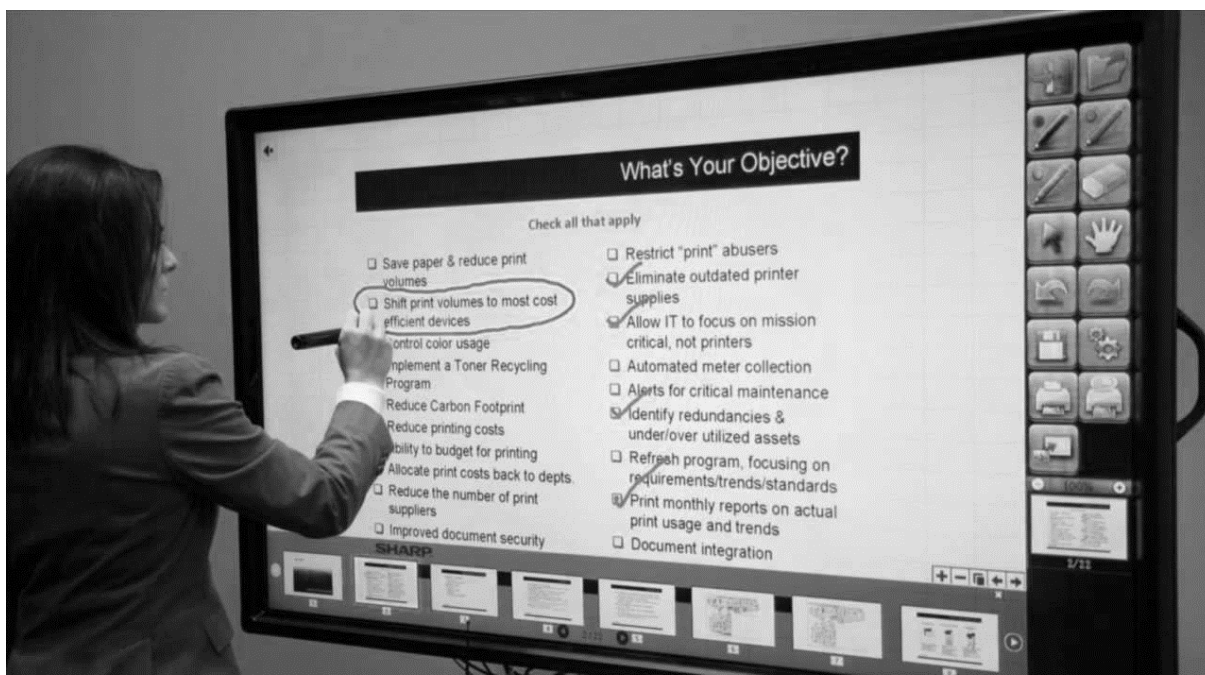 What's Your Objective?
Check all that apply
❏ Save paper & reduce print
volumes
❏ Shift print volumes to most cost
efficient devices
Control color usage
Implement a Toner Recycling
Program
Reduce Carbon Footprint
Reduce printing costs
Ability to budget for printing
Allocate print costs back to depts.
❏ Reduce the number of print
suppliers
❏ Improved document security
❏ Restrict "print" abusers
❏ Eliminate outdated printer
supplies
❏ Allow IT to focus on mission
critical, not printers
❏ Automated meter collection
❏ Alerts for critical maintenance
❏ Identify redundancies &
under/over utilized assets
❏ Refresh program, focusing on
requirements/trends/standards
❏ Print monthly reports on actual
print usage and trends
❏ Document integration
SHARP
100%
2/22
2/22